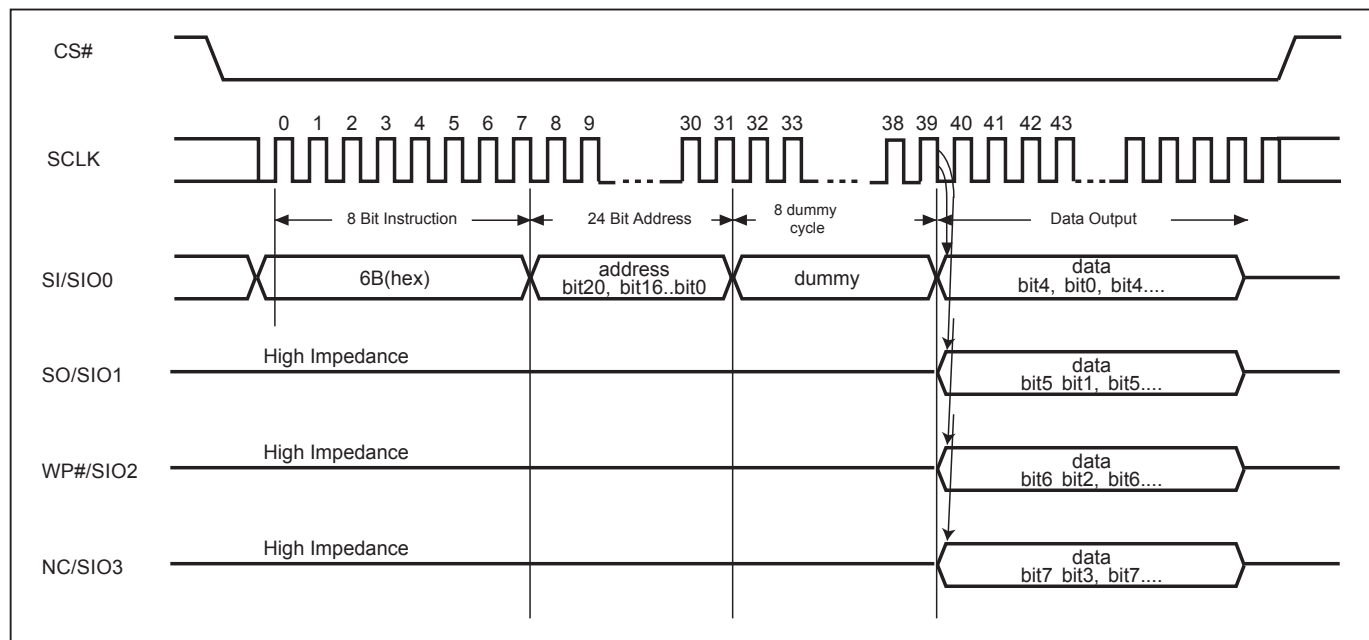 CS#
0 1 2 3 4 5 6 7 8 9 30 31 32 33 38 39 40 41 42 43
SCLK
8 Bit Instruction
24 Bit Address
8 dummy
cycle
Data Output
SI/SIO0
6B(hex)
address
bit20, bit16..bit0
dummy
data
bit4, bit0, bit4....
High Impedance
SO/SIO1
data
bit5 bit1, bit5....
High Impedance
WP#/SIO2
data
bit6 bit2, bit6....
High Impedance
NC/SIO3
data
bit7 bit3, bit7....